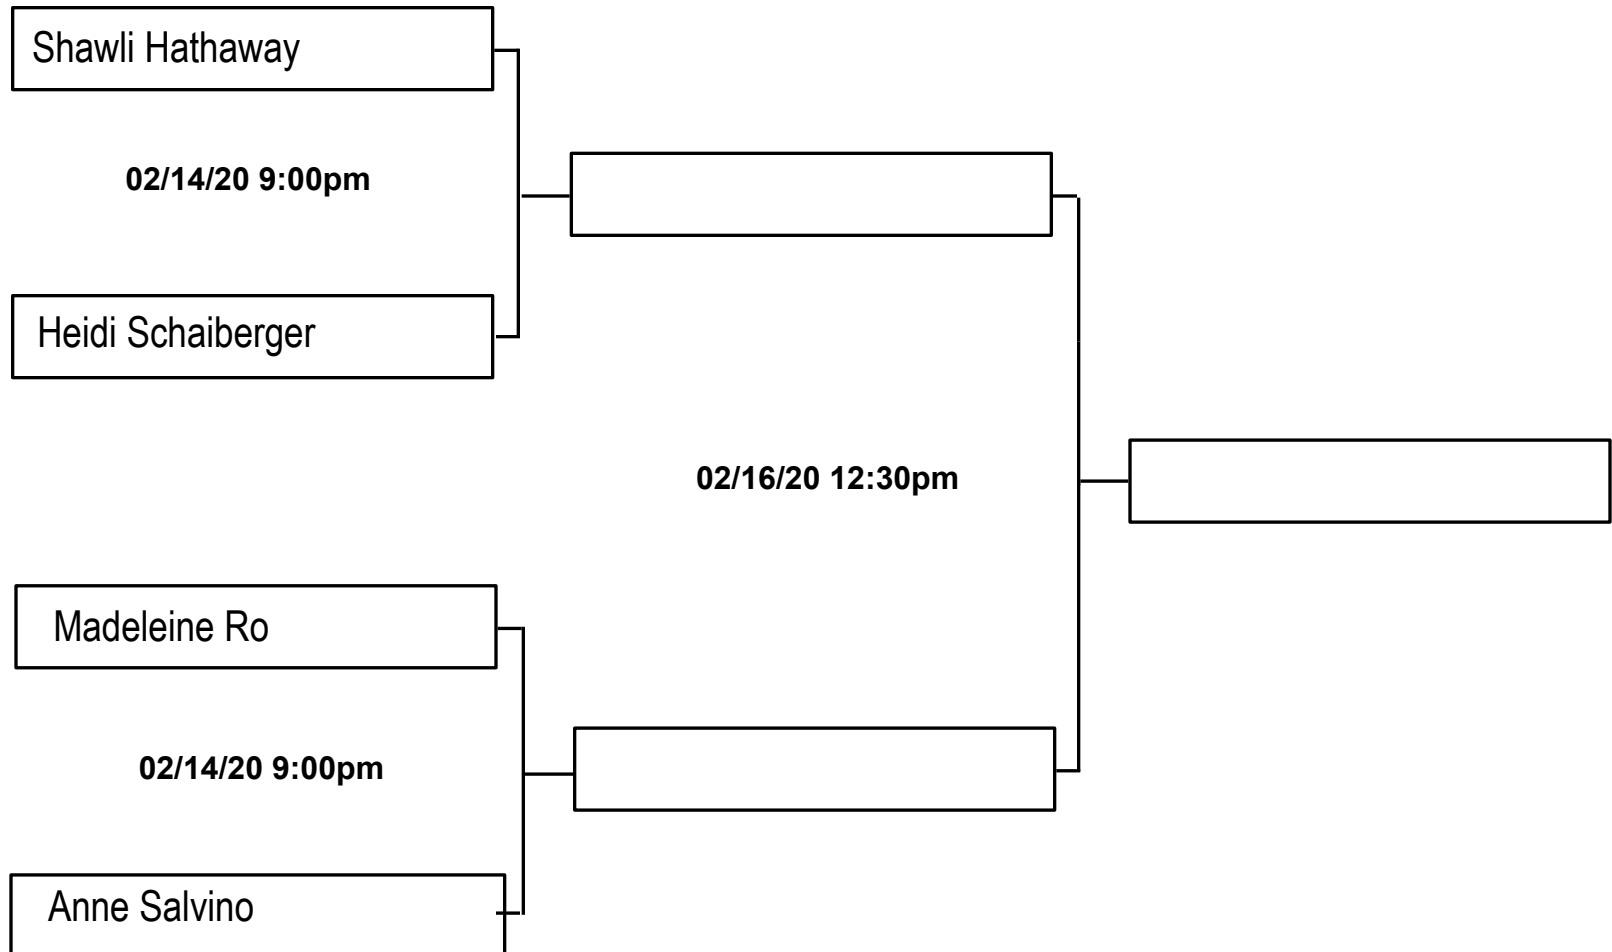 Shawli Hathaway
02/14/20 9:00pm
Heidi Schaiberger
02/16/20 12:30pm
Madeleine Ro
02/14/20 9:00pm
Anne Salvino